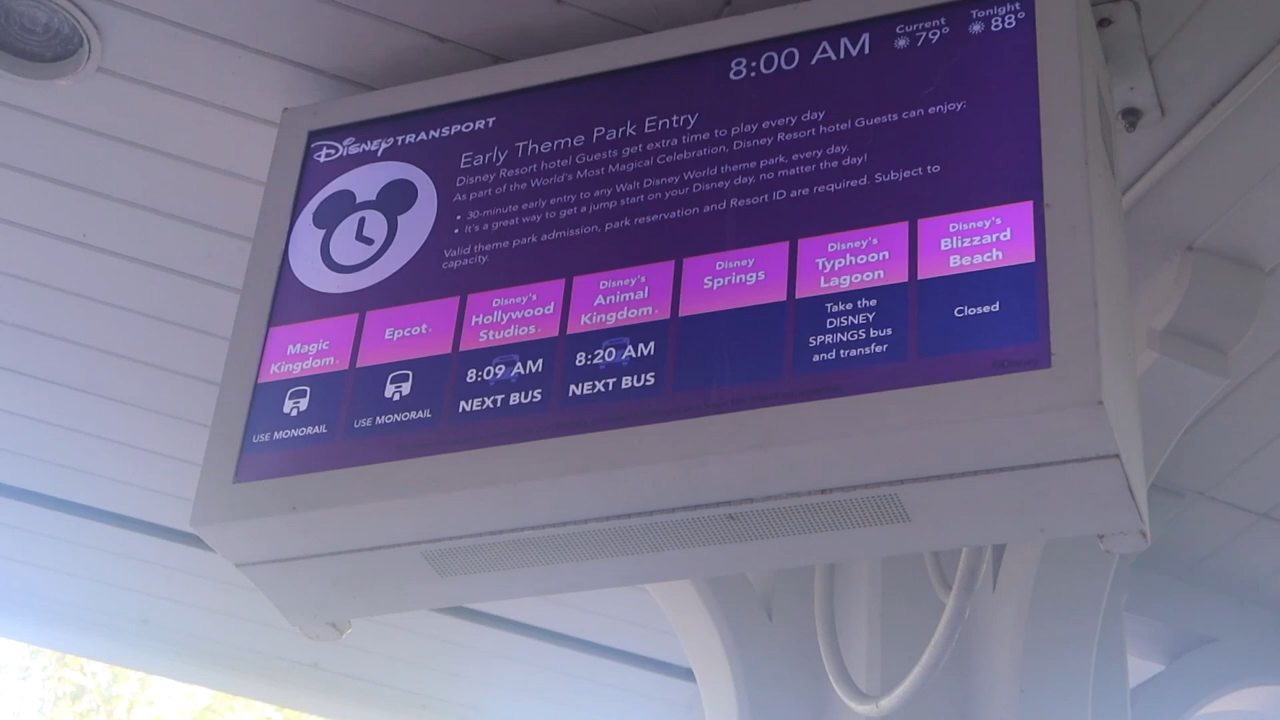 8:00 AM
Current
79°
Tonight
88°
Disney TRANSPORT
Early Theme Park Entry
Disney Resort hotel Guests get extra time to play every day
As part of the World's Most Magical Celebration, Disney Resort hotel Guests can enjoy:
• 30-minute early entry to any Walt Disney World theme park, every day.
• It's a great way to get a jump start on your Disney day, no matter the day!
Valid theme park admission, park reservation and Resort ID are required. Subject to
capacity.
Magic
Kingdom.
USE MONORAIL
Epcot.
USE MONORAIL
Disney's
Hollywood
Studios.
8:09 AM
NEXT BUS
Disney's
Animal
Kingdom.
8:20 AM
NEXT BUS
Disney
Springs
Disney's
Typhoon
Lagoon
Take the
DISNEY
SPRINGS bus
and transfer
Disney's
Blizzard
Beach
Closed